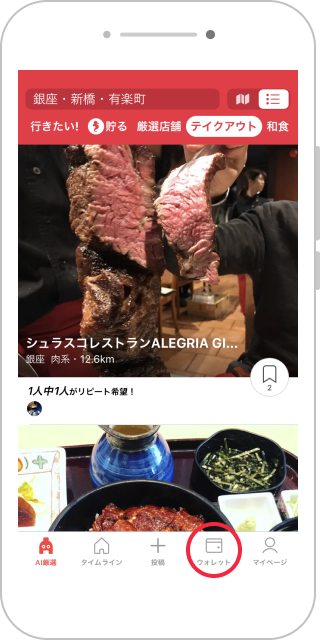 銀座・新橋・有楽町
行きたい! 貯る 厳選店舗 テイクアウト 和食
シュラスコレストランALEGRIA GI...
銀座 肉系・12.6km
2
1人中1人がリピート希望!
AI厳選 タイムライン 投稿 ウォレット マイページ